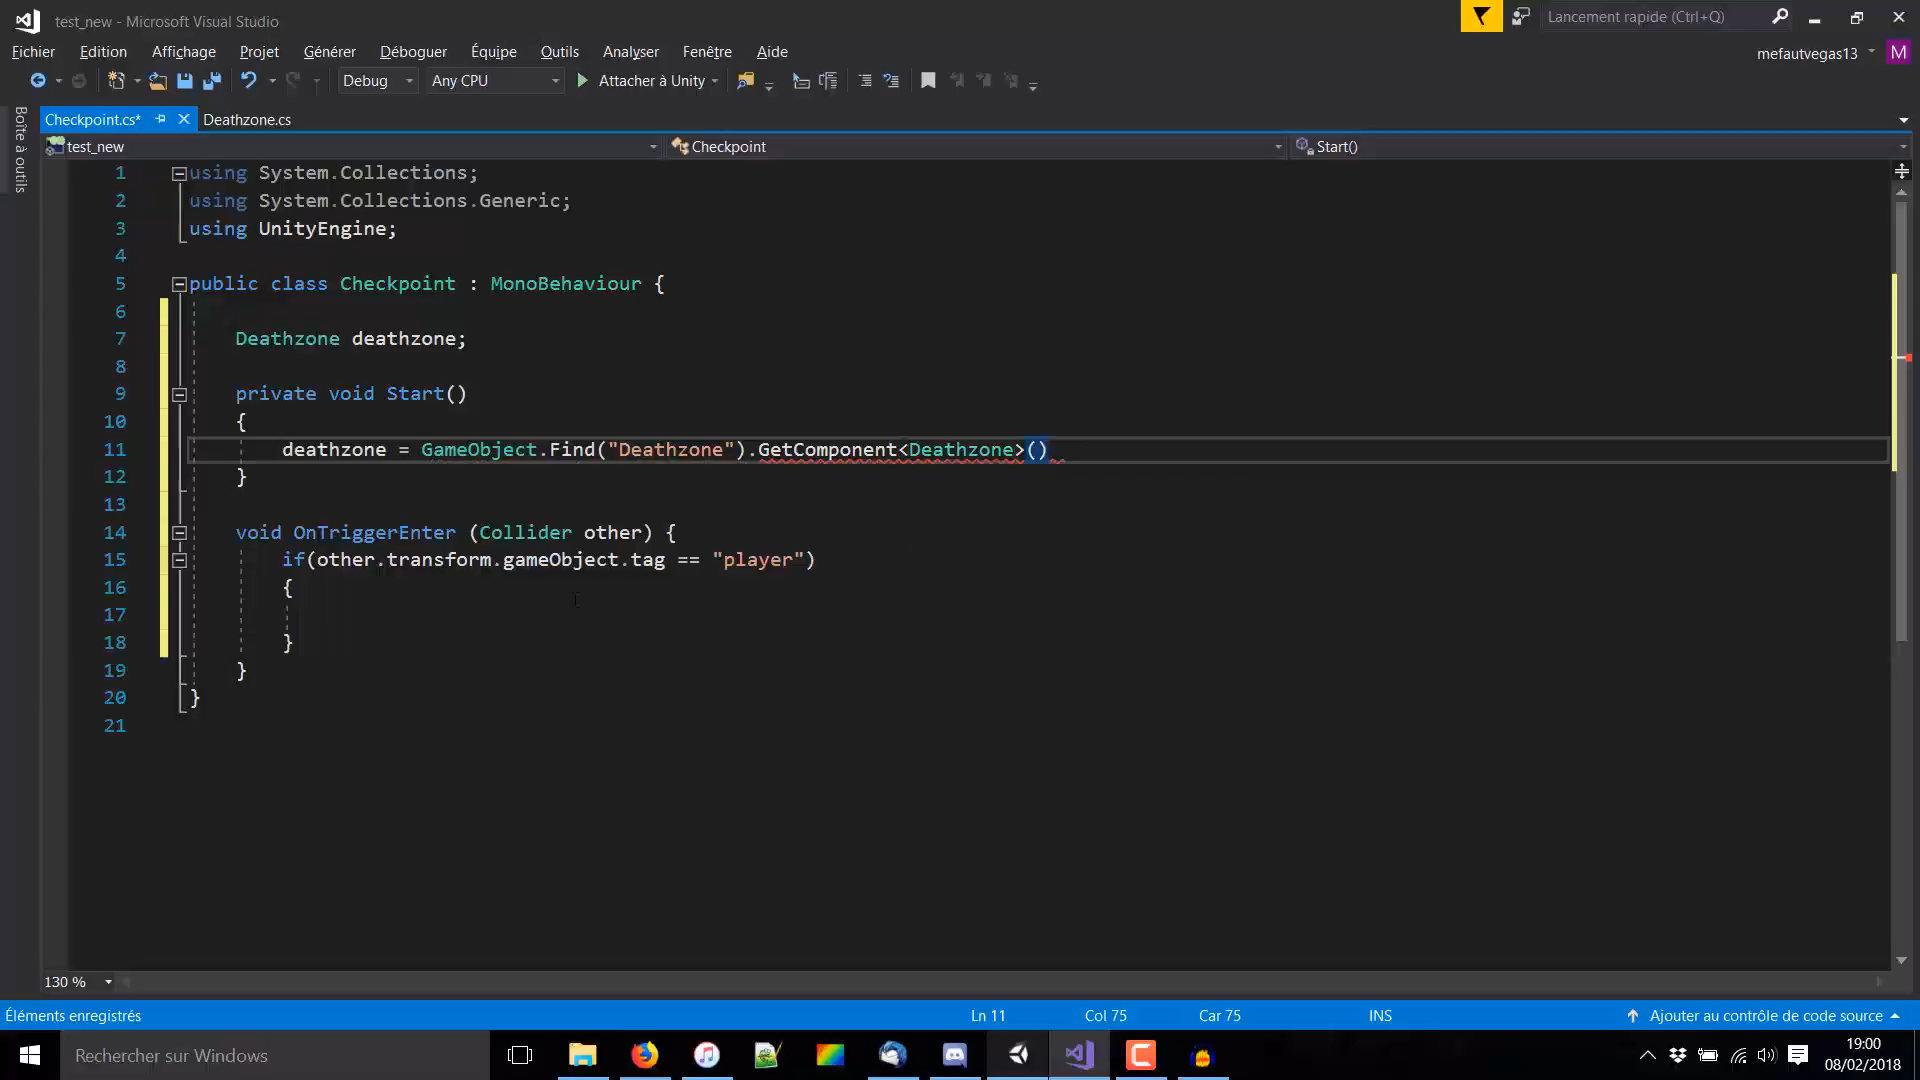 test_new - Microsoft Visual Studio
Lancement rapide (Ctrl+Q)
Fichier Edition Affichage Projet Générer Déboguer Équipe Outils Analyser Fenêtre Aide
mefautvegas13 M
Debug Any CPU Attacher à Unity
Boîte à outils
Checkpoint.cs* Deathzone.cs
test_new Checkpoint Start()
1 using System.Collections;
2 using System.Collections.Generic;
3 using UnityEngine;
4
5 public class Checkpoint : MonoBehaviour {
6
7 Deathzone deathzone;
8
9 private void Start()
10 {
11 deathzone = GameObject.Find("Deathzone").GetComponent<Deathzone>()
12 }
13
14 void OnTriggerEnter (Collider other) {
15 if(other.transform.gameObject.tag == "player")
16 {
17
18 }
19 }
20 }
21
130 %
Éléments enregistrés Ln 11 Col 75 Car 75 INS Ajouter au contrôle de code source
Rechercher sur Windows
19:00
08/02/2018